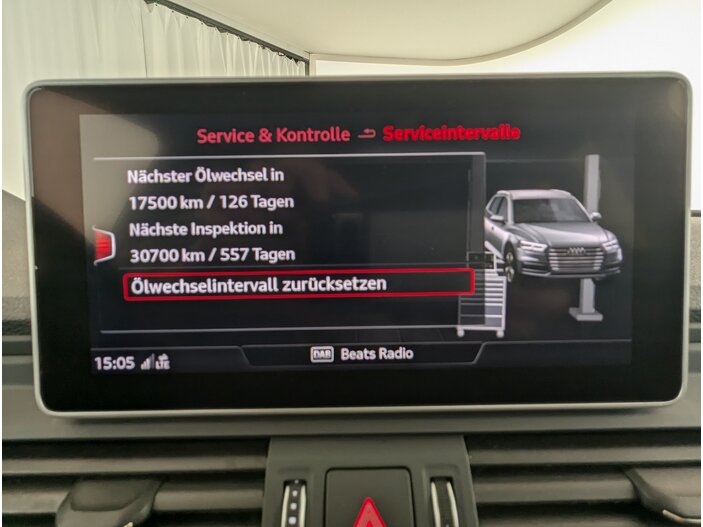 Service & Kontrolle Serviceintervalle
Nächster Ölwechsel in
17500 km / 126 Tagen
Nächste Inspektion in
30700 km / 557 Tagen
Ölwechselintervall zurücksetzen
DAB Beats Radio
15:05 LTE